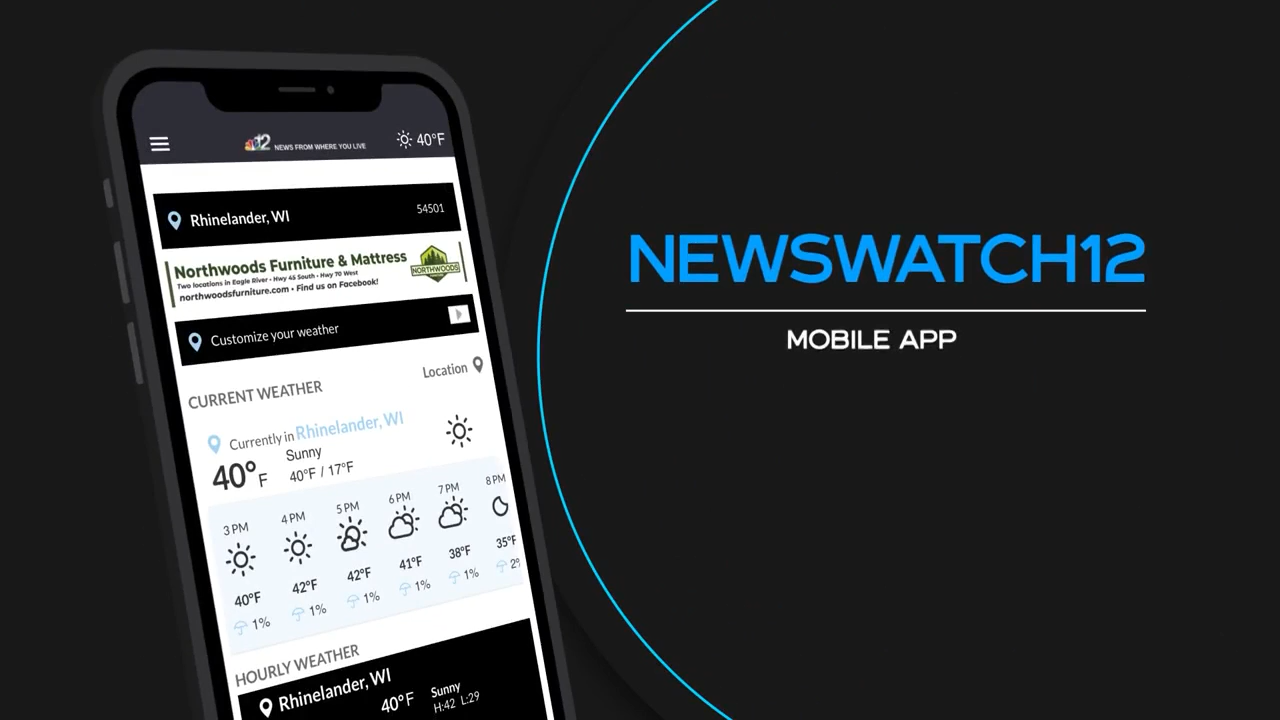 12 NEWS FROM WHERE YOU LIVE 40°F
Rhinelander, WI 54501
Northwoods Furniture & Mattress
Two locations in Eagle River • Hwy 45 South • Hwy 70 West
northwoodsfurniture.com • Find us on Facebook!
NORTHWOODS
Customize your weather
CURRENT WEATHER
Location
Currently in Rhinelander, WI
40°F
Sunny
40°F / 17°F
3 PM 4 PM 5 PM 6 PM 7 PM 8 PM
40°F 42°F 42°F 41°F 38°F 35°F
1% 1% 1% 1% 1%
HOURLY WEATHER
Rhinelander, WI
40°F
Sunny
H:42 L:29
NEWSWATCH12
MOBILE APP